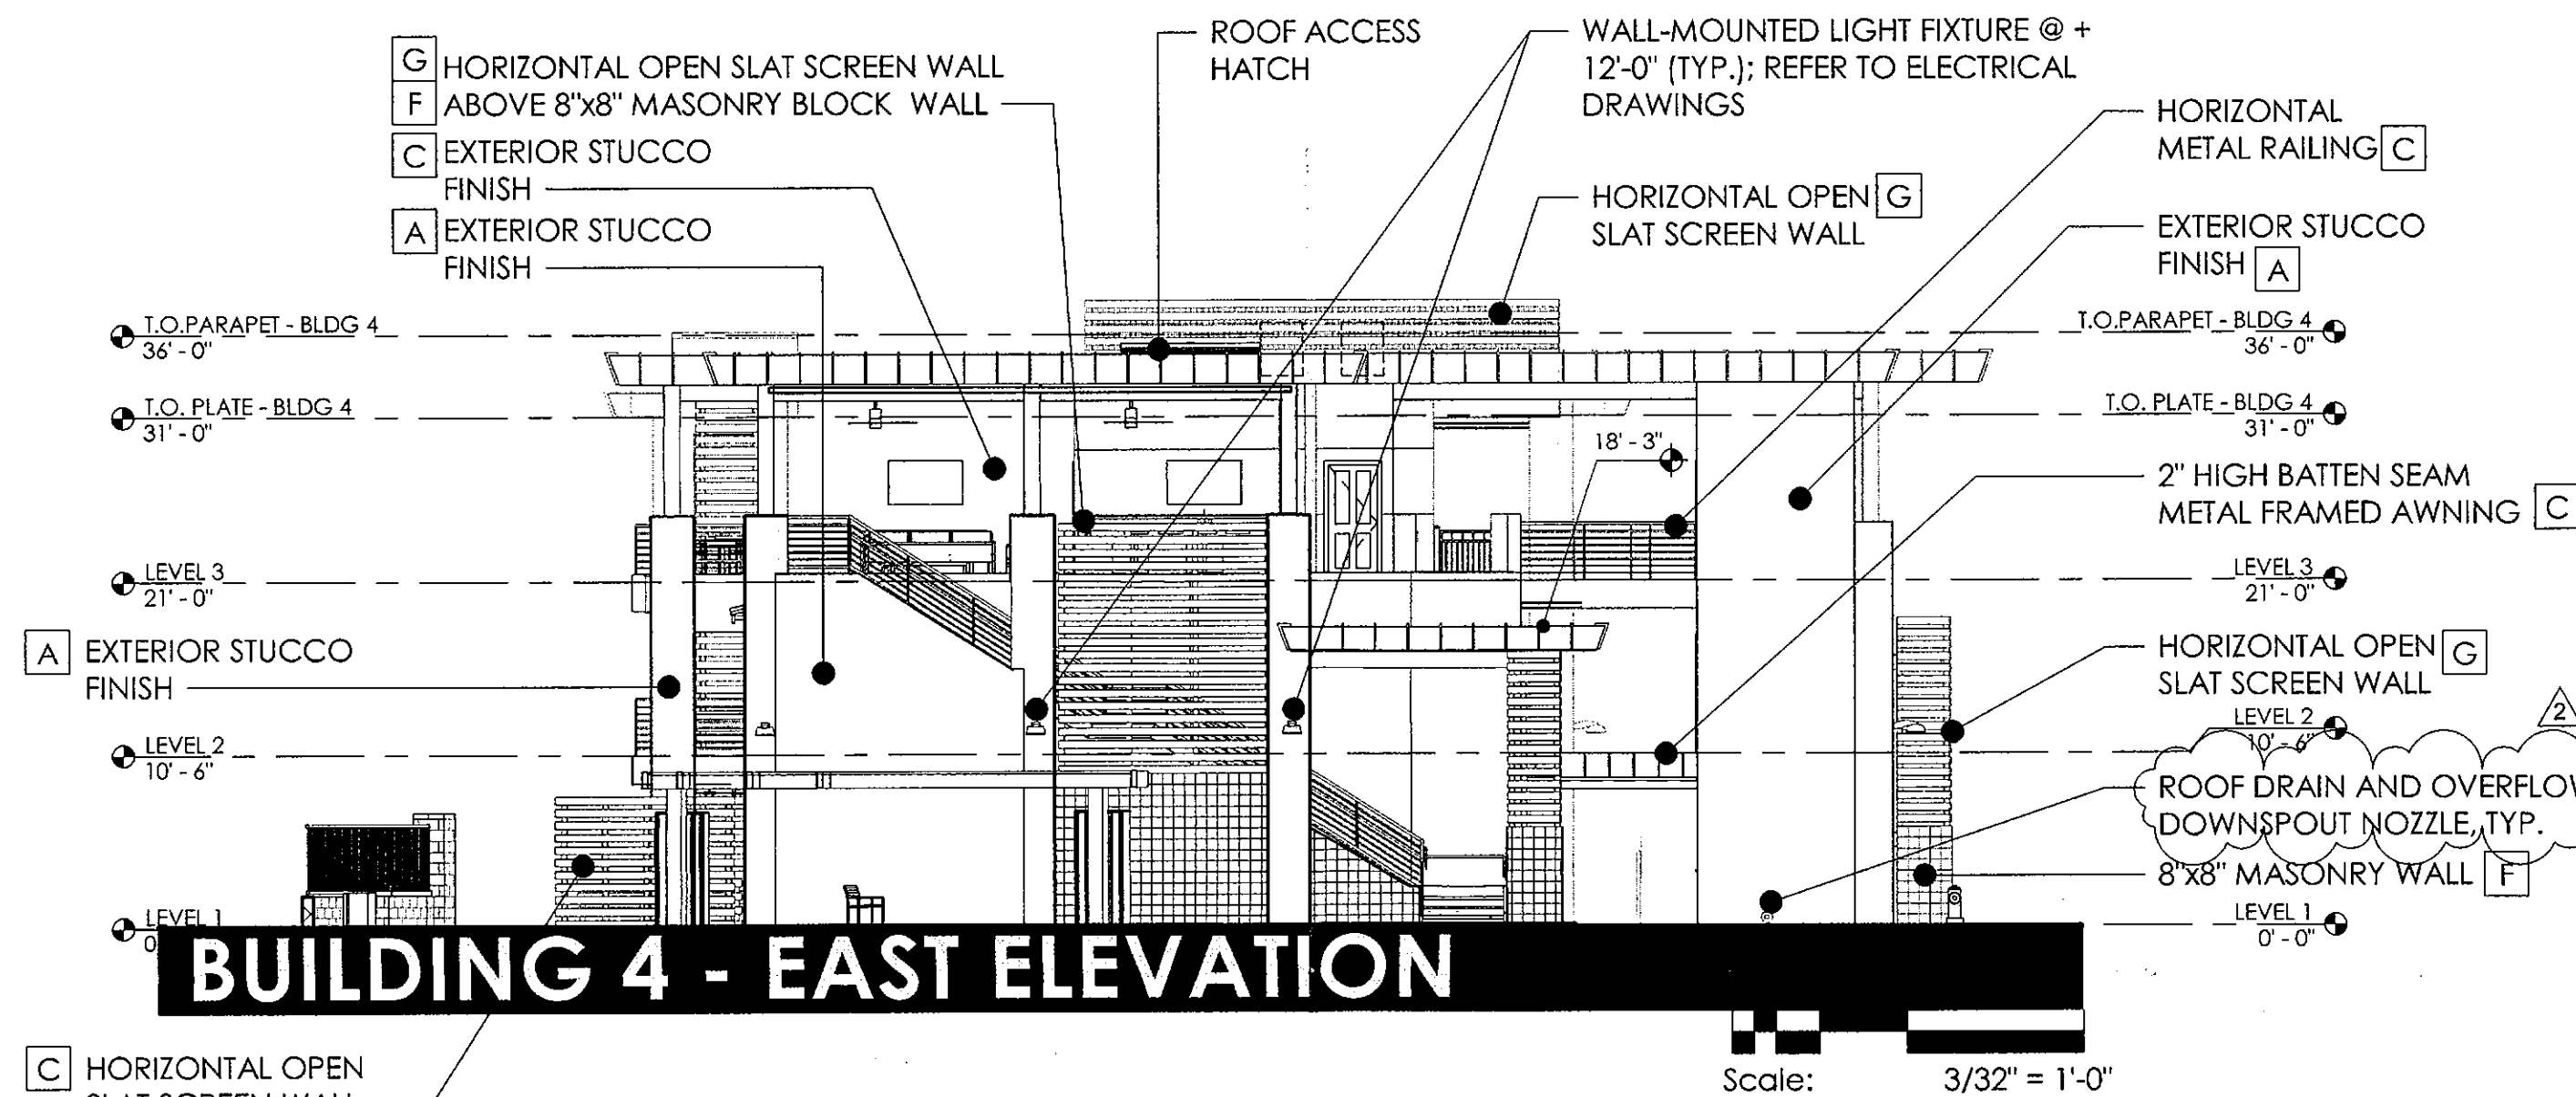 G HORIZONTAL OPEN SLAT SCREEN WALL
F ABOVE 8"x8" MASONRY BLOCK WALL
C EXTERIOR STUCCO
FINISH
A EXTERIOR STUCCO
FINISH
ROOF ACCESS
HATCH
WALL-MOUNTED LIGHT FIXTURE @ +
12'-0" (TYP.); REFER TO ELECTRICAL
DRAWINGS
HORIZONTAL OPEN G
SLAT SCREEN WALL
HORIZONTAL
METAL RAILING C
EXTERIOR STUCCO
FINISH A
T.O.PARAPET - BLDG 4
36' - 0"
T.O. PLATE - BLDG 4
31' - 0"
LEVEL 3
21' - 0"
A EXTERIOR STUCCO
FINISH
LEVEL 2
10' - 6"
LEVEL 1
0
18' - 3"
T.O.PARAPET - BLDG 4
36' - 0"
T.O. PLATE - BLDG 4
31' - 0"
2" HIGH BATTEN SEAM
METAL FRAMED AWNING C
LEVEL 3
21' - 0"
HORIZONTAL OPEN G
SLAT SCREEN WALL
2
LEVEL 2
10' - 6"
ROOF DRAIN AND OVERFLOW
DOWNSPOUT NOZZLE, TYP.
8"x8" MASONRY WALL F
LEVEL 1
0' - 0"
BUILDING 4 - EAST ELEVATION
C HORIZONTAL OPEN
SLAT SCREEN WALL
Scale: 3/32" = 1'-0"